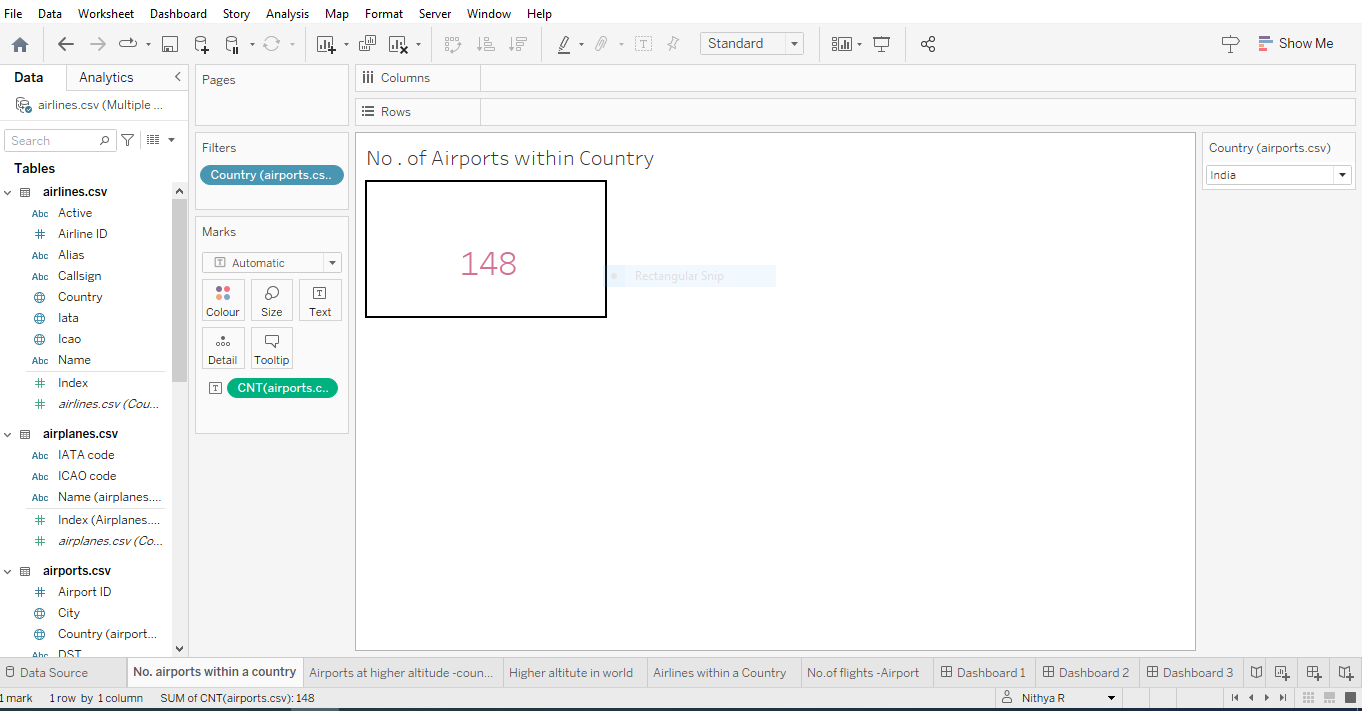 File Data Worksheet Dashboard Story Analysis Map Format Server Window Help
Standard
Show Me
Data Analytics
airlines.csv (Multiple ...
Search
Tables
airlines.csv
Abc Active
# Airline ID
Abc Alias
Abc Callsign
Country
Iata
Icao
Abc Name
# Index
# airlines.csv (Cou...
airplanes.csv
Abc IATA code
Abc ICAO code
Abc Name (airplanes....
# Index (Airplanes....
# airplanes.csv (Co...
airports.csv
# Airport ID
City
Country (airport...
Abc DST
Pages
Filters
Country (airports.cs..
Marks
T Automatic
Colour Size Text
Detail Tooltip
T CNT(airports.c..
Columns
Rows
No . of Airports within Country
148
Rectangular Snip
Country (airports.csv)
India
Data Source No. airports within a country Airports at higher altitude -coun... Higher altitute in world Airlines within a Country No.of flights -Airport Dashboard 1 Dashboard 2 Dashboard 3
1 mark 1 row by 1 column SUM of CNT(airports.csv): 148 Nithya R